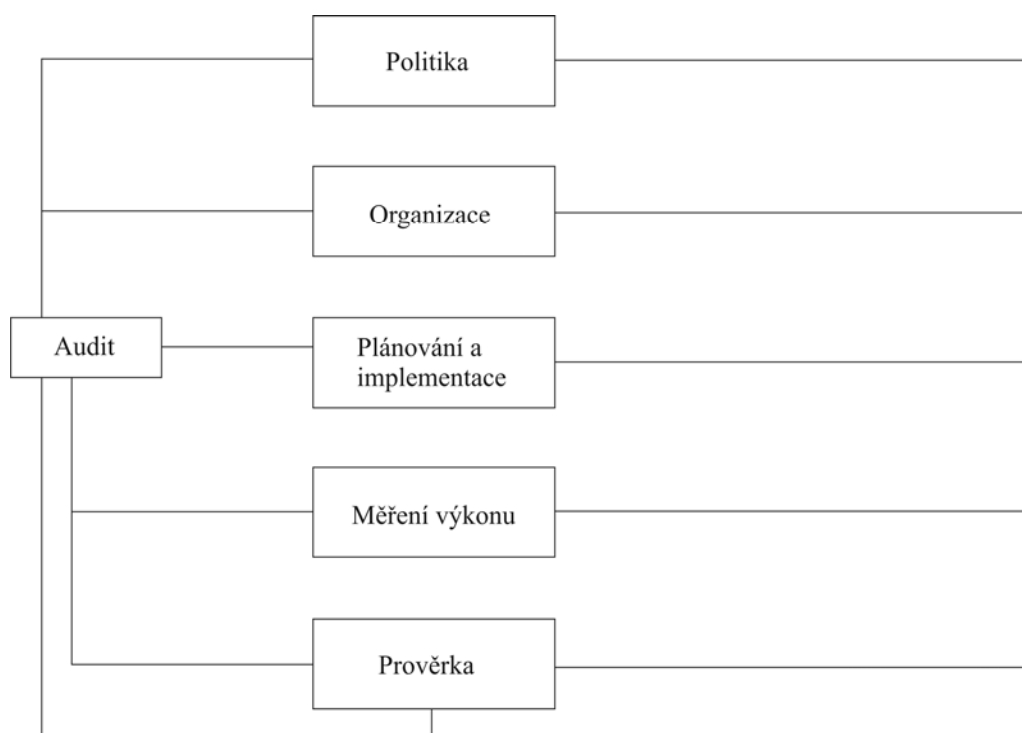 Politika
Organizace
Audit
Plánování a
implementace
Měření výkonu
Prověrka